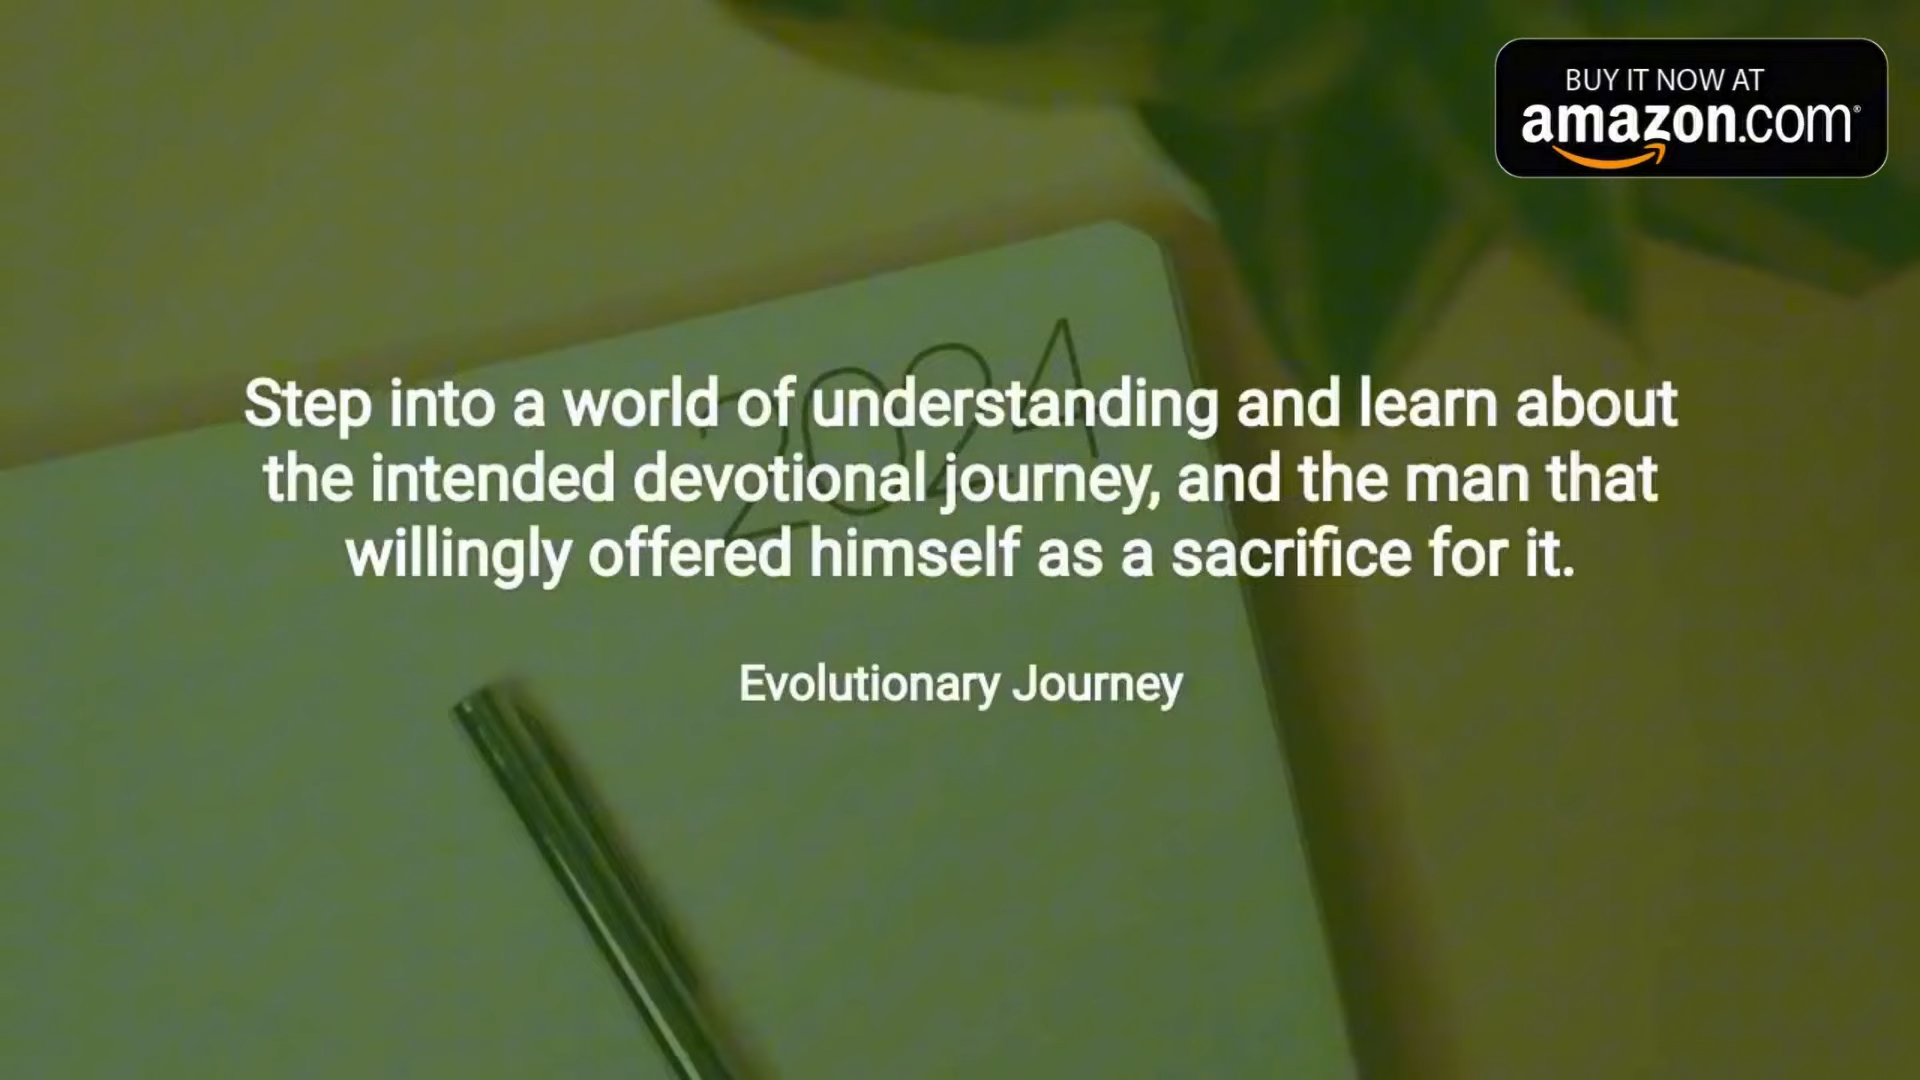 BUY IT NOW AT
amazon.com®
2024
Step into a world of understanding and learn about
the intended devotional journey, and the man that
willingly offered himself as a sacrifice for it.
Evolutionary Journey